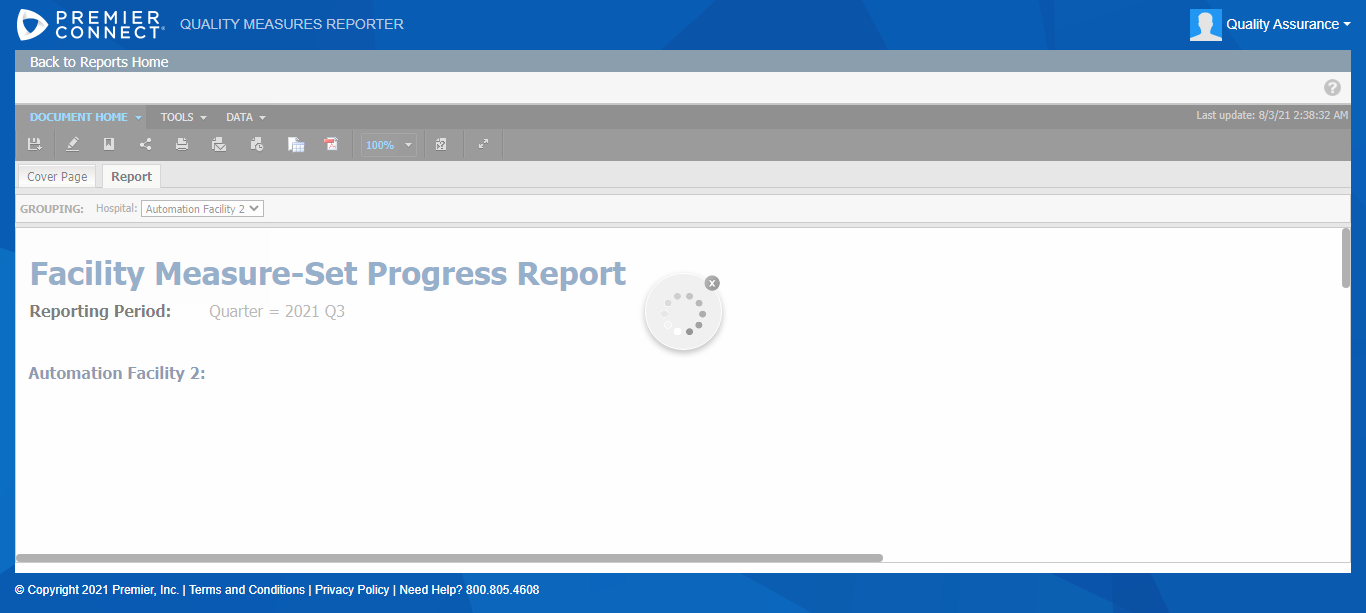 PREMIER
CONNECT
QUALITY MEASURES REPORTER
Quality Assurance
Back to Reports Home
?
DOCUMENT HOME TOOLS DATA
Last update: 8/3/21 2:38:32 AM
100%
Cover Page Report
GROUPING: Hospital: Automation Facility 2
Facility Measure-Set Progress Report
x
Reporting Period: Quarter = 2021 Q3
Automation Facility 2:
© Copyright 2021 Premier, Inc. | Terms and Conditions | Privacy Policy | Need Help? 800.805.4608